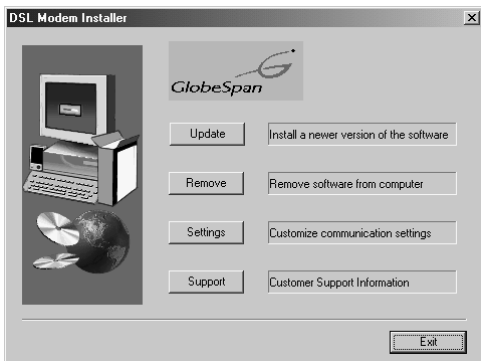 DSL Modem Installer
GlobeSpan
Update Install a newer version of the software
Remove Remove software from computer
Settings Customize communication settings
Support Customer Support Information
Exit